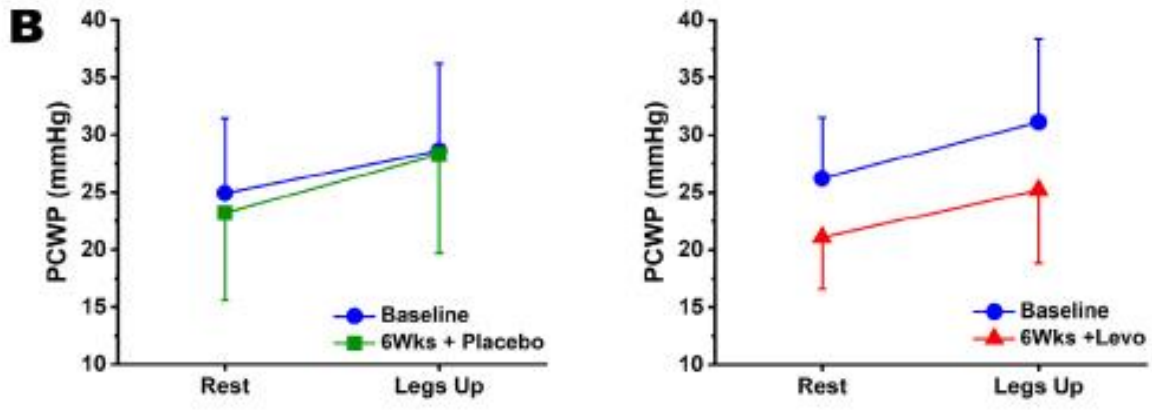 B
PCWP (mmHg)
40
35
30
25
20
15
10
Rest
Legs Up
Baseline
6Wks + Placebo
PCWP (mmHg)
40
35
30
25
20
15
10
Rest
Legs Up
Baseline
6Wks +Levo